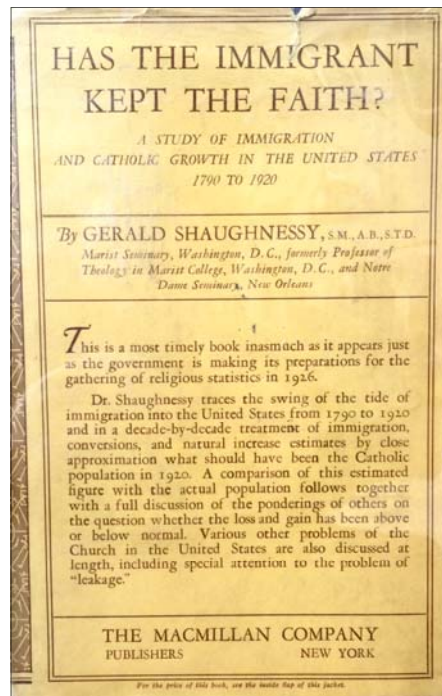 HAS THE IMMIGRANT
KEPT THE FAITH?
A STUDY OF IMMIGRATION
AND CATHOLIC GROWTH IN THE UNITED STATES
1790 TO 1920
By GERALD SHAUGHNESSY, S.M., A.B., S.T.D.
Marist Seminary, Washington, D. C., formerly Professor of
Theology in Marist College, Washington, D. C., and Notre
Dame Seminary, New Orleans
This is a most timely book inasmuch as it appears just
as the government is making its preparations for the
gathering of religious statistics in 1926.
Dr. Shaughnessy traces the swing of the tide of
immigration into the United States from 1790 to 1920
and in a decade-by-decade treatment of immigration,
conversions, and natural increase estimates by close
approximation what should have been the Catholic
population in 1920. A comparison of this estimated
figure with the actual population follows together
with a full discussion of the ponderings of others on
the question whether the loss and gain has been above
or below normal. Various other problems of the
Church in the United States are also discussed at
length, including special attention to the problem of
"leakage."
THE MACMILLAN COMPANY
PUBLISHERS NEW YORK
For the price of this book, see the inside flap of this jacket.